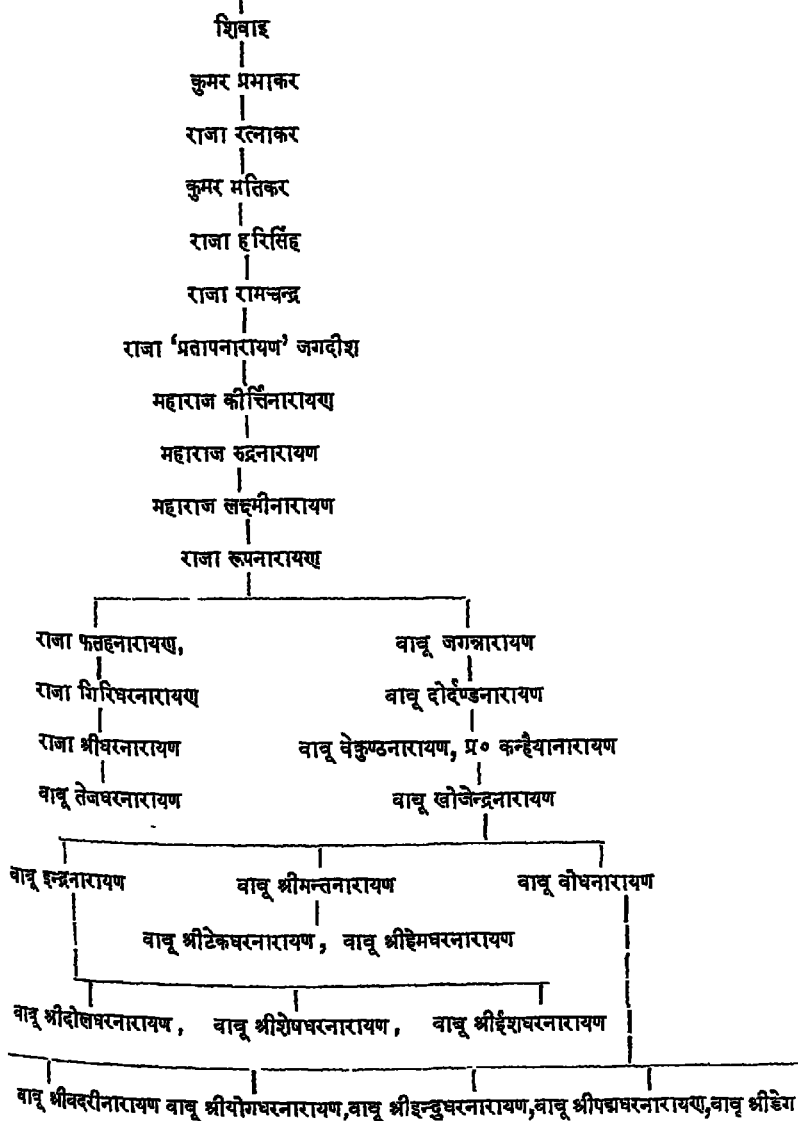 शिवाइ
कुमर प्रभाकर
राजा रत्नाकर
कुमर मतिकर
राजा हरिसिंह
राजा रामचन्द्र
राजा ‘प्रतापनारायण’ जगदीश
महाराज कीर्त्तिनारायण
महाराज रुद्रनारायण
महाराज लक्ष्मीनारायण
राजा रूपनारायण
राजा फतहनारायण, वाबू जगन्नारायण
राजा गिरिधरनारायण वाबू दोर्दण्डनारायण
राजा श्रीधरनारायण वाबू वेकुण्ठनारायण, प्र० कन्हैयानारायण
वाबू तेजधरनारायण वाबू खोजेन्द्रनारायण
वाबू इन्द्रनारायण वाबू श्रीमन्तनारायण वाबू वोधनारायण
वाबू श्रीटेकधरनारायण, वाबू श्रीहेमधरनारायण
वाबू श्रीदोलधरनारायण, वाबू श्रीशेषधरनारायण, वाबू श्रीईशधरनारायण
वाबू श्रीवदरीनारायण वाबू श्रीयोगधरनारायण,वाबू श्रीइन्दुधरनारायण,वाबू श्रीपद्मधरनारायण,वाबू श्रीडेग